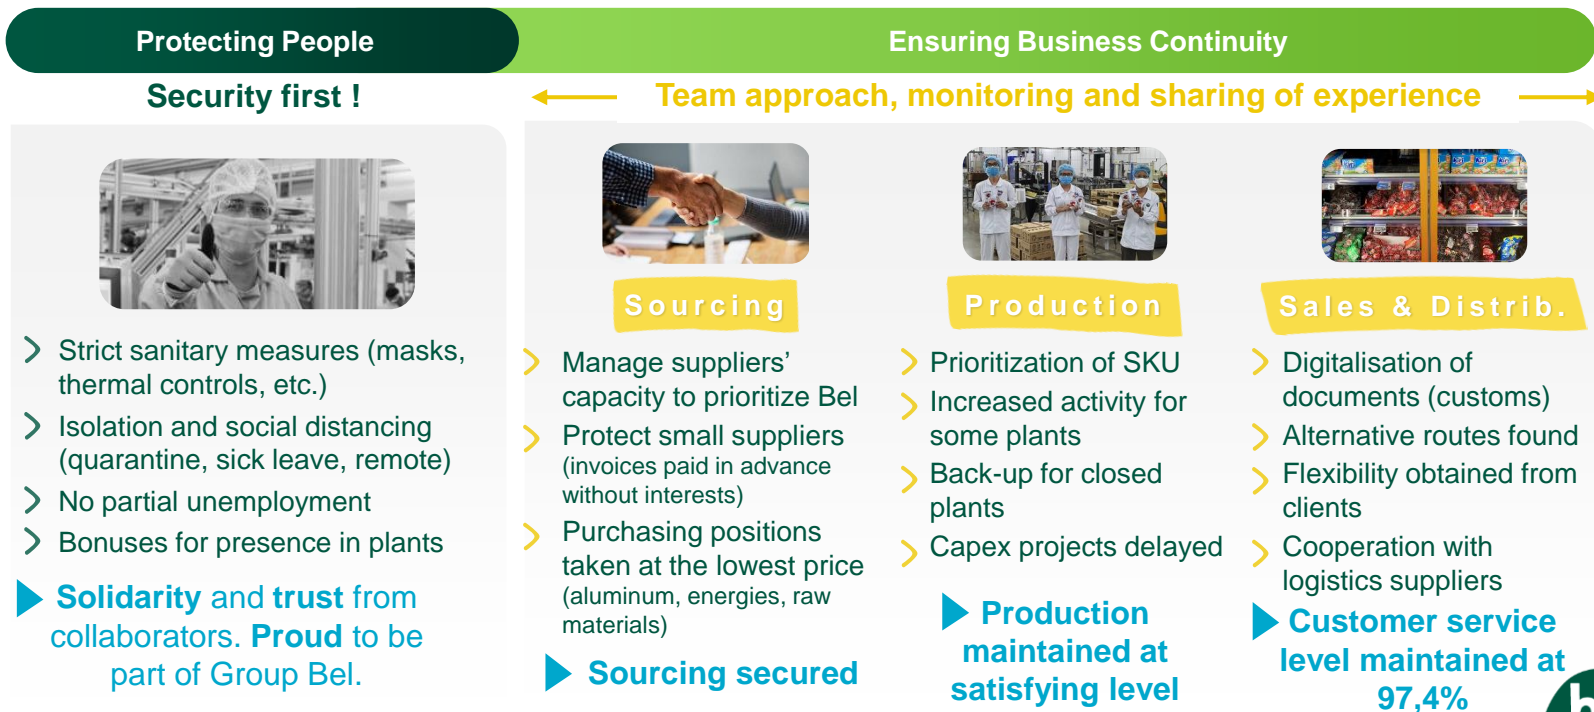 Protecting People
Ensuring Business Continuity
Security first !
Team approach, monitoring and sharing of experience
Strict sanitary measures (masks,
thermal controls, etc.)
Isolation and social distancing
(quarantine, sick leave, remote)
No partial unemployment
Bonuses for presence in plants
Solidarity and trust from
collaborators. Proud to be
part of Group Bel.
Sourcing
Manage suppliers’
capacity to prioritize Bel
Protect small suppliers
(invoices paid in advance
without interests)
Purchasing positions
taken at the lowest price
(aluminum, energies, raw
materials)
Sourcing secured
Production
Prioritization of SKU
Increased activity for
some plants
Back-up for closed
plants
Capex projects delayed
Production
maintained at
satisfying level
Sales & Distrib.
Digitalisation of
documents (customs)
Alternative routes found
Flexibility obtained from
clients
Cooperation with
logistics suppliers
Customer service
level maintained at
97,4%